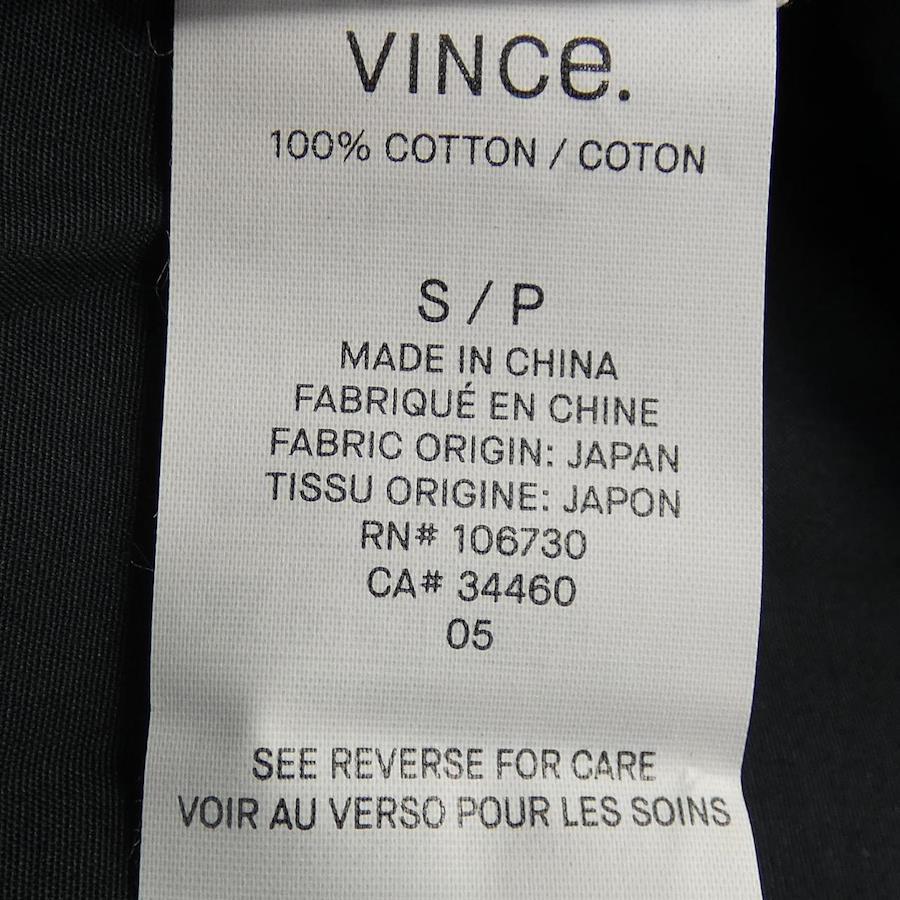 VINCe.
100% COTTON / COTON
S / P
MADE IN CHINA
FABRIQUÉ EN CHINE
FABRIC ORIGIN: JAPAN
TISSU ORIGINE: JAPON
RN# 106730
CA# 34460
05
SEE REVERSE FOR CARE
VOIR AU VERSO POUR LES SOINS